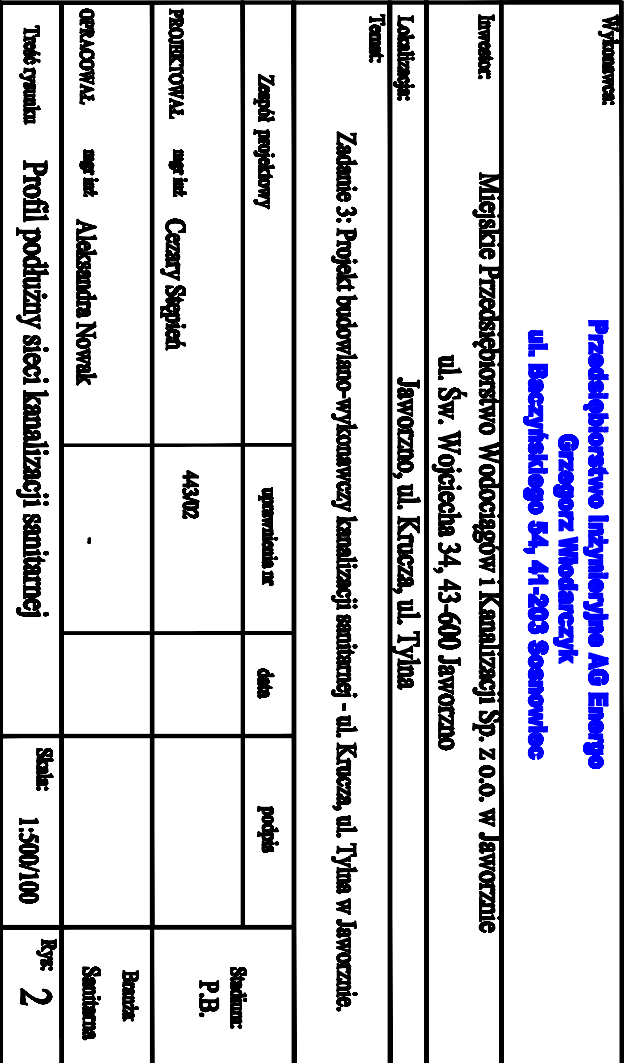 Wykonawca:
Przedsiębiorstwo Inżynieryjne AG Energo
Grzegorz Włodarczyk
ul. Baczyńskiego 54, 41-203 Sosnowiec
Inwestor:
Miejskie Przedsiębiorstwo Wodociągów i Kanalizacji Sp. z o.o. w Jaworznie
ul. Św. Wojciecha 34, 43-600 Jaworzno
Lokalizacja:
Jaworzno, ul. Krucza, ul. Tylna
Temat:
Zadanie 3: Projekt budowlano-wykonawczy kanalizacji sanitarnej - ul. Krucza, ul. Tylna w Jaworznie.
Zespół projektowy
uprawnienia nr
data
podpis
Stadium:
P.B.
PROJEKTOWAŁ mgr inż Cezary Stępień
443/02
OPRACOWAŁ mgr inż Aleksandra Nowak
-
Branża:
Sanitarna
Treść rysunku Profil podłużny sieci kanalizacji sanitarnej
Skala:
1:500/100
Rys:
2